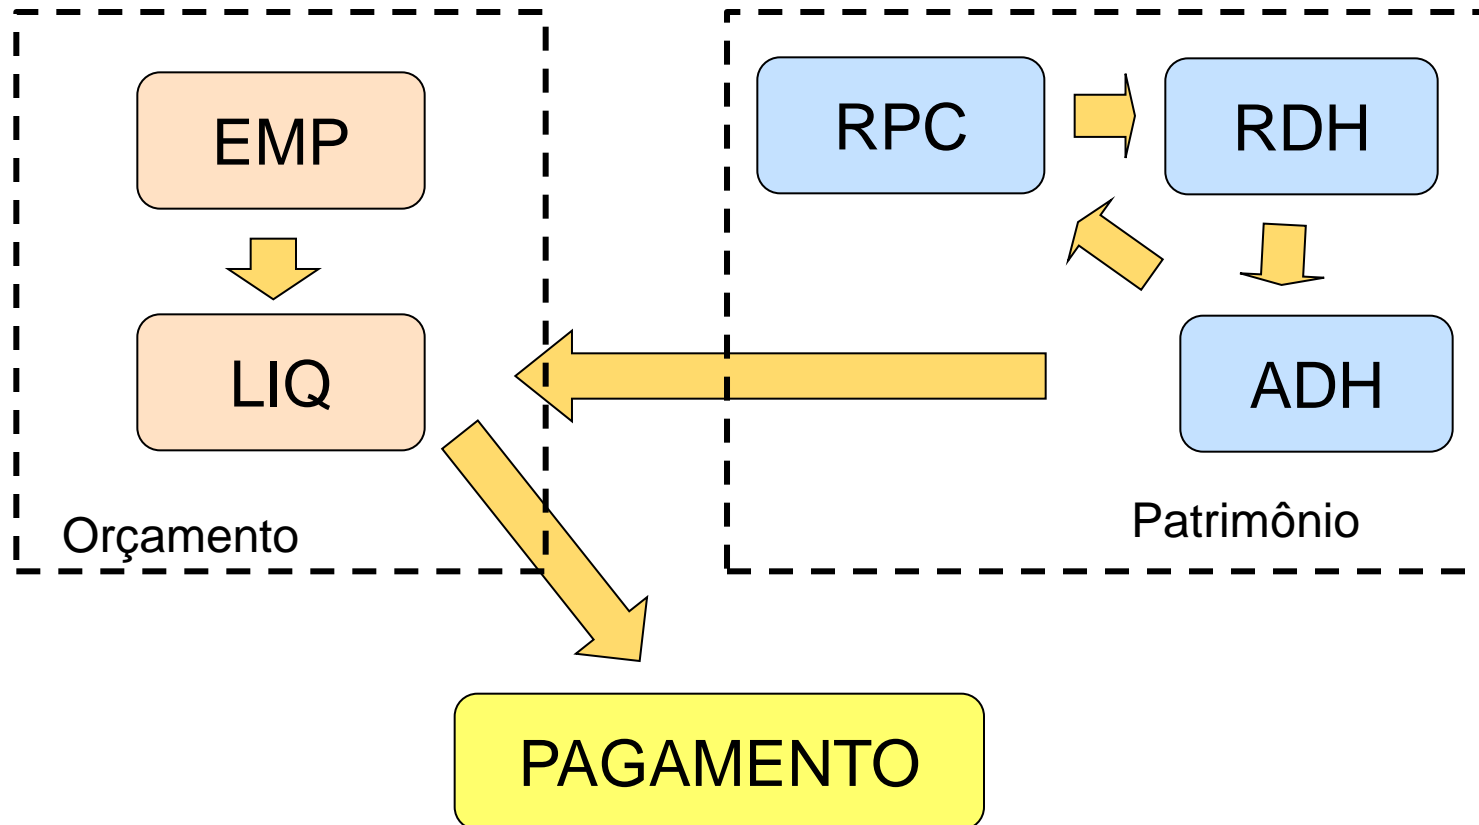 EMP
LIQ
Orçamento
RPC
RDH
ADH
Patrimônio
PAGAMENTO